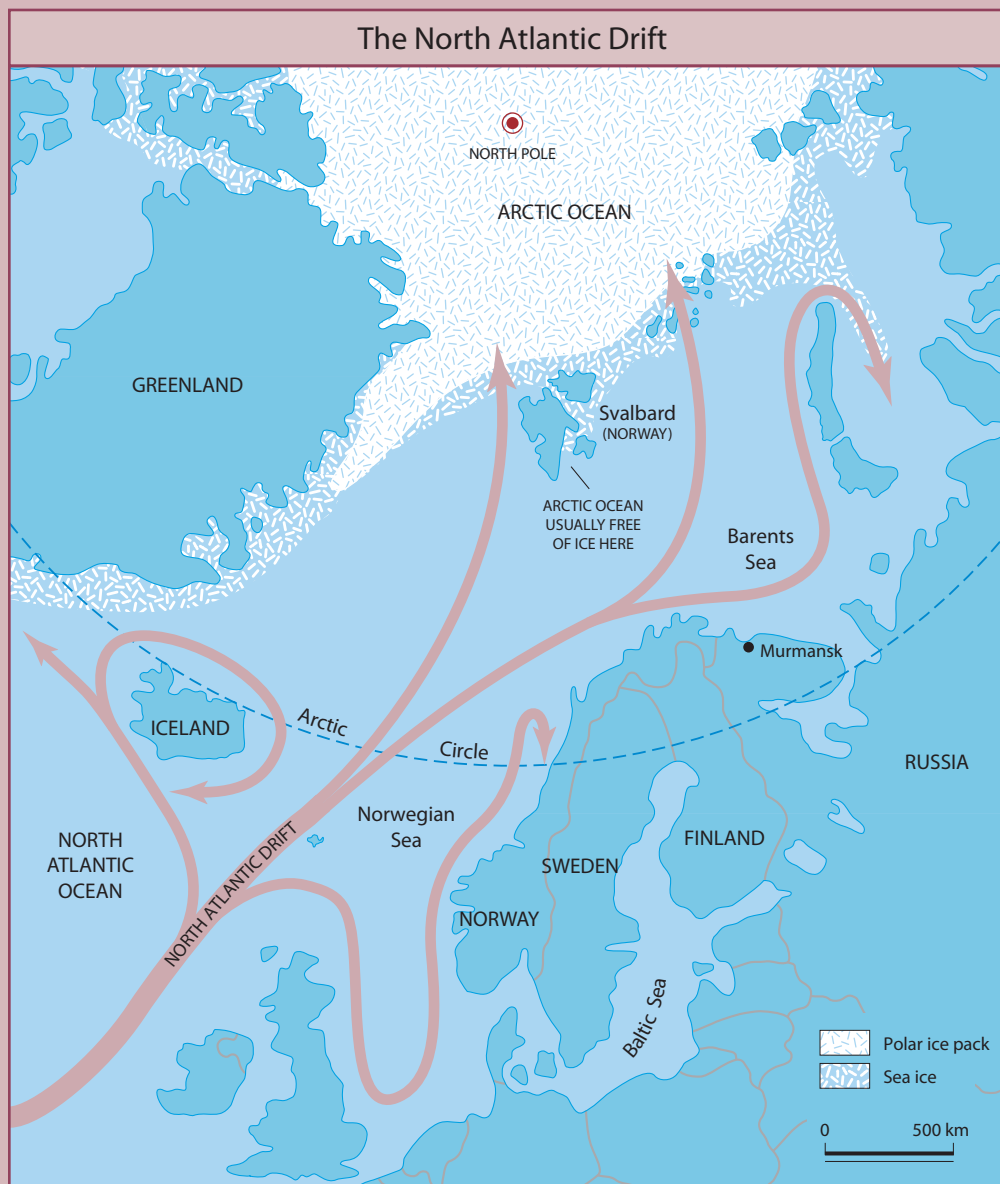 The North Atlantic Drift
NORTH POLE
ARCTIC OCEAN
GREENLAND
Svalbard
(NORWAY)
ARCTIC OCEAN
USUALLY FREE
OF ICE HERE
Barents
Sea
Murmansk
ICELAND
Arctic
Circle
RUSSIA
Norwegian
Sea
NORTH
ATLANTIC
OCEAN
NORTH ATLANTIC DRIFT
FINLAND
SWEDEN
NORWAY
Baltic Sea
Polar ice pack
Sea ice
0 500 km